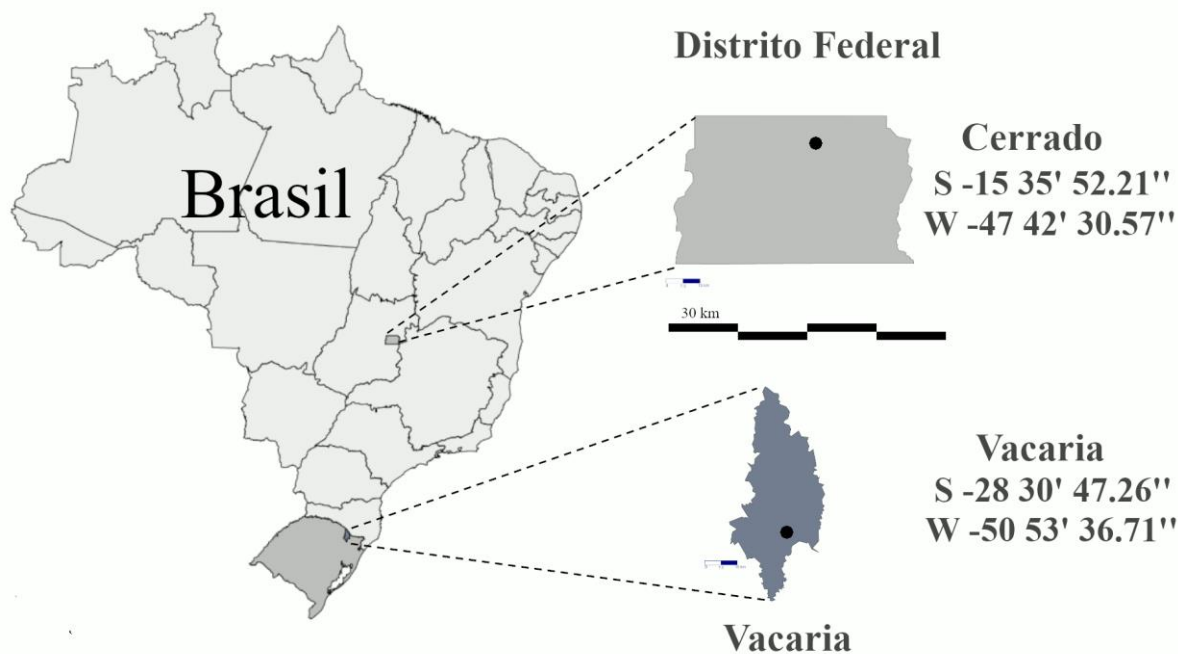 Distrito Federal
Brasil
Cerrado
S -15 35' 52.21''
W -47 42' 30.57''
30 km
Vacaria
S -28 30' 47.26''
W -50 53' 36.71''
Vacaria